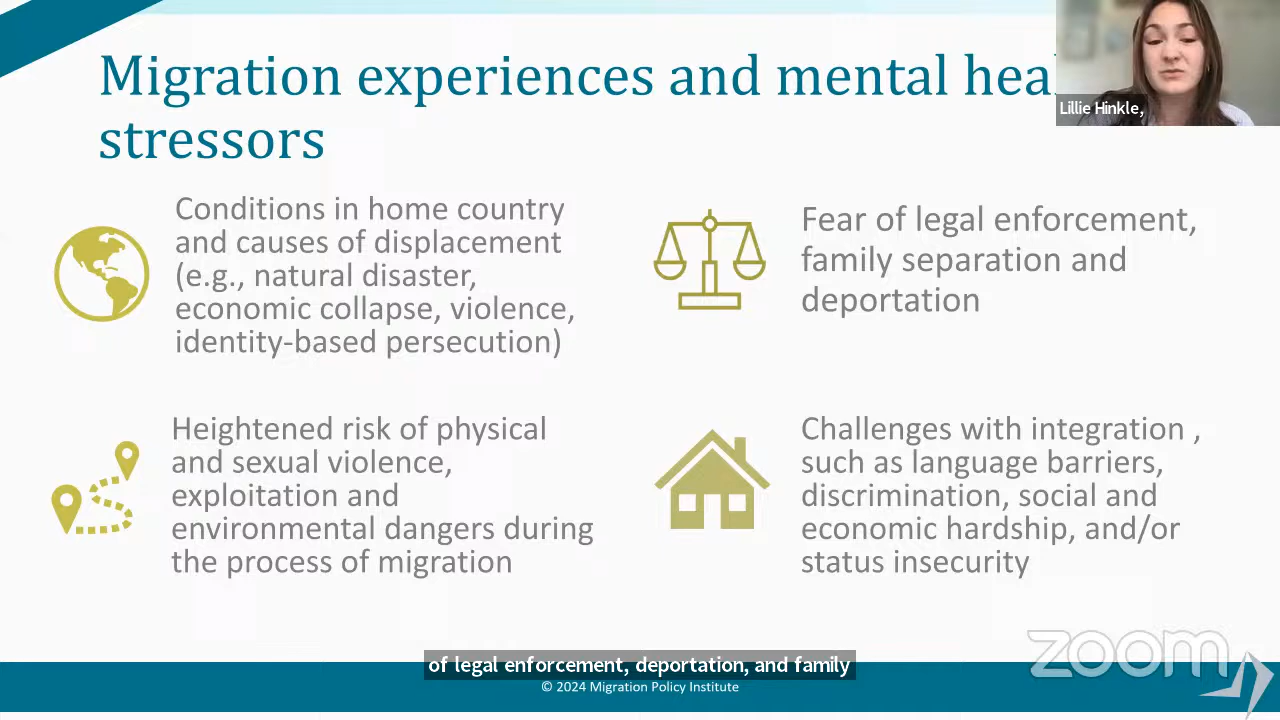 Migration experiences and mental hea
stressors
Lillie Hinkle,
Conditions in home country
and causes of displacement
(e.g., natural disaster,
economic collapse, violence,
identity-based persecution)
Fear of legal enforcement,
family separation and
deportation
Heightened risk of physical
and sexual violence,
exploitation and
environmental dangers during
the process of migration
Challenges with integration ,
such as language barriers,
discrimination, social and
economic hardship, and/or
status insecurity
zoom
of legal enforcement, deportation, and family
© 2024 Migration Policy Institute